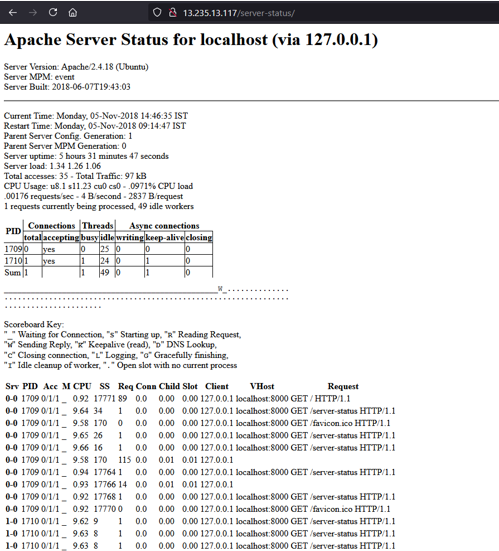 13.235.13.117/server-status/
Apache Server Status for localhost (via 127.0.0.1)
Server Version: Apache/2.4.18 (Ubuntu)
Server MPM: event
Server Built: 2018-06-07T19:43:03
Current Time: Monday, 05-Nov-2018 14:46:35 IST
Restart Time: Monday, 05-Nov-2018 09:14:47 IST
Parent Server Config. Generation: 1
Parent Server MPM Generation: 0
Server uptime: 5 hours 31 minutes 47 seconds
Server load: 1.34 1.26 1.06
Total accesses: 35 - Total Traffic: 97 kB
CPU Usage: u8.1 s11.23 cu0 cs0 - .0971% CPU load
.00176 requests/sec - 4 B/second - 2837 B/request
1 requests currently being processed, 49 idle workers
PID Connections Threads Async connections
total accepting busy idle writing keep-alive closing
1709 0 yes 0 25 0 0 0
1710 1 yes 1 24 0 1 0
Sum 1 1 49 0 1 0
________________________________________________W_..............
................................................................
......................
Scoreboard Key:
"_" Waiting for Connection, "S" Starting up, "R" Reading Request,
"W" Sending Reply, "K" Keepalive (read), "D" DNS Lookup,
"C" Closing connection, "L" Logging, "G" Gracefully finishing,
"I" Idle cleanup of worker, "." Open slot with no current process
Srv PID Acc M CPU SS Req Conn Child Slot Client VHost Request
0-0 1709 0/1/1 _ 0.92 17771 89 0.0 0.00 0.00 127.0.0.1 localhost:8000 GET / HTTP/1.1
0-0 1709 0/1/1 _ 9.64 34 1 0.0 0.00 0.00 127.0.0.1 localhost:8000 GET /server-status HTTP/1.1
0-0 1709 0/1/1 _ 9.58 170 0 0.0 0.00 0.00 127.0.0.1 localhost:8000 GET /favicon.ico HTTP/1.1
0-0 1709 0/1/1 _ 9.65 26 1 0.0 0.00 0.00 127.0.0.1 localhost:8000 GET /server-status HTTP/1.1
0-0 1709 0/1/1 _ 9.66 16 1 0.0 0.00 0.00 127.0.0.1 localhost:8000 GET /server-status HTTP/1.1
0-0 1709 0/1/1 _ 9.58 170 115 0.0 0.01 0.01 127.0.0.1
0-0 1709 0/1/1 _ 0.94 17764 1 0.0 0.00 0.00 127.0.0.1 localhost:8000 GET /server-status HTTP/1.1
0-0 1709 0/1/1 _ 0.93 17766 14 0.0 0.01 0.01 127.0.0.1
0-0 1709 0/1/1 _ 0.92 17768 1 0.0 0.00 0.00 127.0.0.1 localhost:8000 GET /server-status HTTP/1.1
0-0 1709 0/1/1 _ 0.92 17770 0 0.0 0.00 0.00 127.0.0.1 localhost:8000 GET /favicon.ico HTTP/1.1
1-0 1710 0/1/1 _ 9.62 9 1 0.0 0.00 0.00 127.0.0.1 localhost:8000 GET /server-status HTTP/1.1
1-0 1710 0/1/1 _ 9.63 8 1 0.0 0.00 0.00 127.0.0.1 localhost:8000 GET /server-status HTTP/1.1
1-0 1710 0/1/1 _ 9.63 8 1 0.0 0.00 0.00 127.0.0.1 localhost:8000 GET /server-status HTTP/1.1